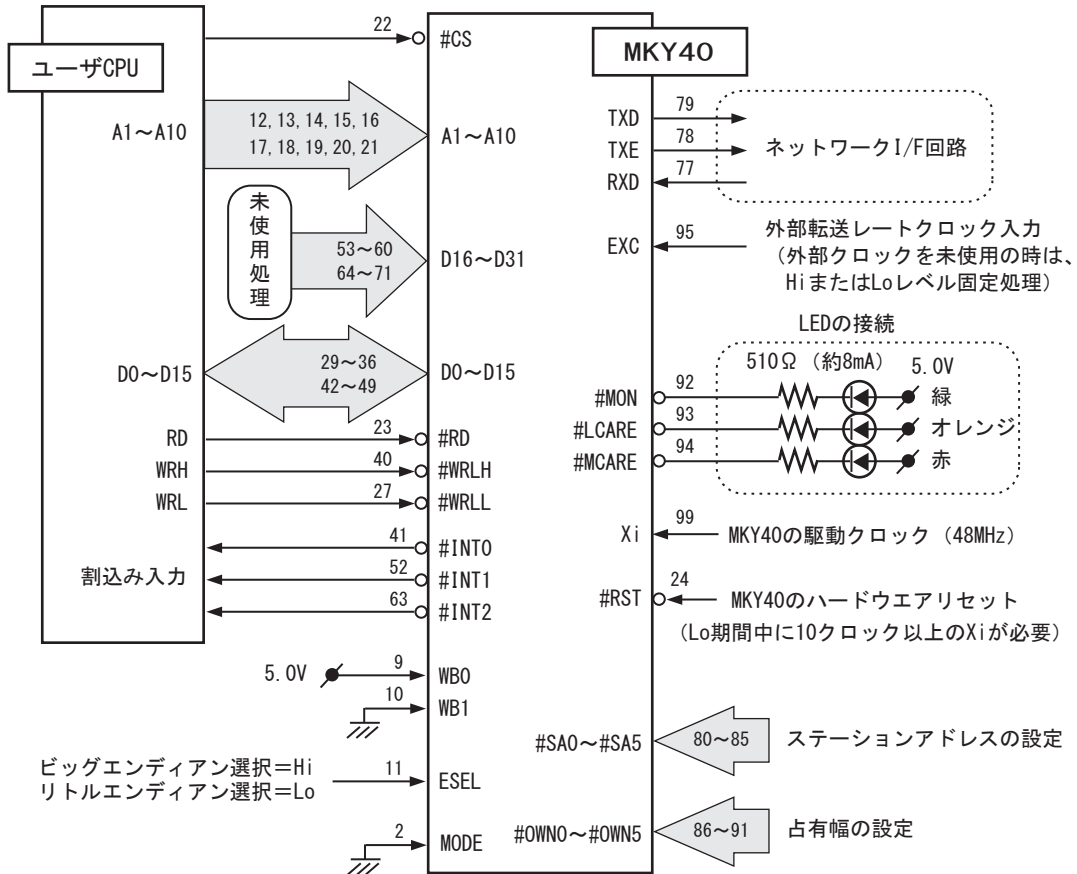 ユーザCPU
22
#CS
MKY40
A1～A10
12, 13, 14, 15, 16
17, 18, 19, 20, 21
A1～A10
TXD
79
TXE
78
RXD
77
ネットワークI/F回路
未使用処理
53～60
64～71
D16～D31
EXC
95
外部転送レートクロック入力
（外部クロックを未使用の時は、
HiまたはLoレベル固定処理）
LEDの接続
D0～D15
29～36
42～49
D0～D15
510Ω（約8mA）
5.0V
#MON
92
緑
#LCARE
93
オレンジ
#MCARE
94
赤
RD
23
#RD
WRH
40
#WRLH
WRL
27
#WRLL
割込み入力
41
#INT0
52
#INT1
63
#INT2
Xi
99
MKY40の駆動クロック（48MHz）
#RST
24
MKY40のハードウエアリセット
（Lo期間中に10クロック以上のXiが必要）
5.0V
9
WB0
10
WB1
#SA0～#SA5
80～85
ステーションアドレスの設定
ビッグエンディアン選択＝Hi
リトルエンディアン選択＝Lo
11
ESEL
2
MODE
#OWN0～#OWN5
86～91
占有幅の設定